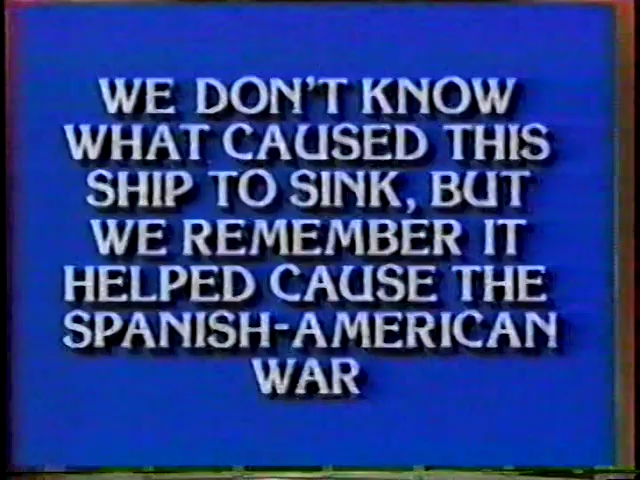 WE DON'T KNOW
WHAT CAUSED THIS
SHIP TO SINK, BUT
WE REMEMBER IT
HELPED CAUSE THE
SPANISH-AMERICAN
WAR